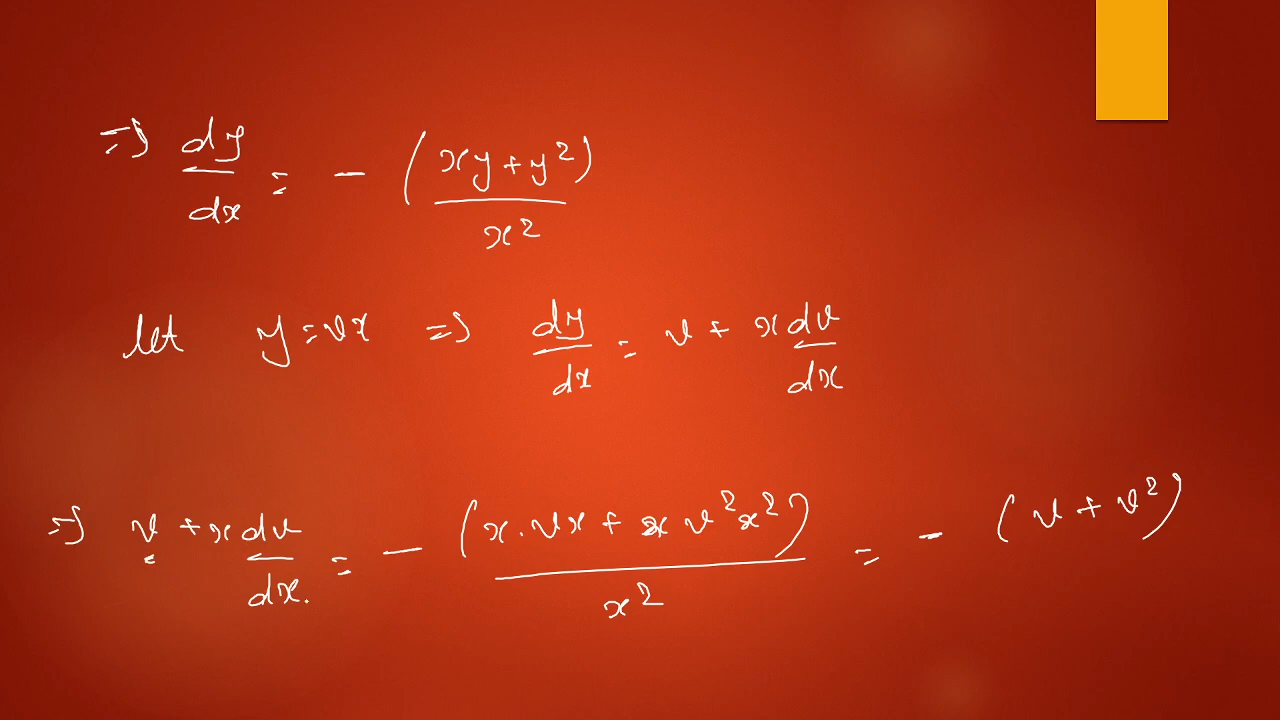 ⇒ dy/dx = - (xy + y²)/x²
let y = vx ⇒ dy/dx = v + x dv/dx
⇒ v + x dv/dx = - (x.vx + v²x²)/x² = - (v + v²)